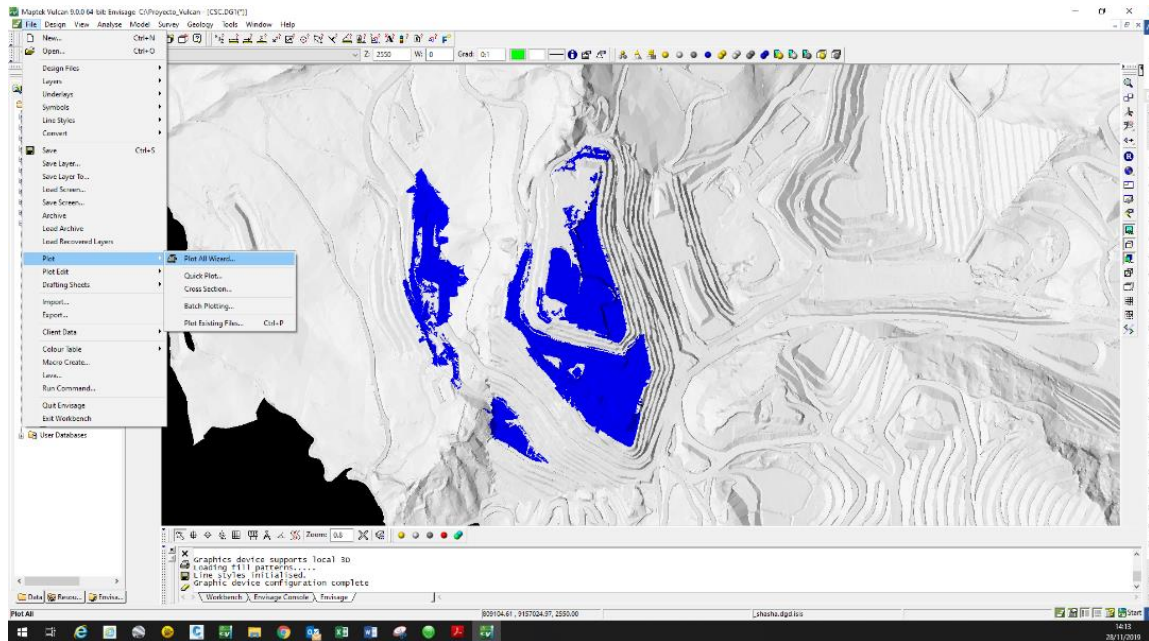 Maptek Vulcan 9.0.0 64-bit: Envisage C:\Proyecto_Vulcan - [CSC.DG1(*)]
File Design View Analyse Model Survey Geology Tools Window Help
Z: 2550 W: 0 Grad: 0:1
New... Ctrl+N
Open... Ctrl+O
Design Files
Layers
Underlays
Symbols
Line Styles
Convert
Save Ctrl+S
Save Layer...
Save Layer To...
Load Screen...
Save Screen...
Archive
Load Archive
Load Recovered Layers
Plot
Plot Edit
Drafting Sheets
Import...
Export...
Client Data
Colour Table
Macro Create...
Lava...
Run Command...
Quit Envisage
Exit Workbench
Plot All Wizard...
Quick Plot...
Cross Section...
Batch Plotting...
Plot Existing Files... Ctrl+P
User Databases
Zoom: 0.8
Graphics device supports local 3D
Loading fill patterns.....
Line styles initialised.
Graphic device configuration complete
Data Resou... Envisa...
Workbench Envisage Console Envisage
Plot All
809104.61, 9157024.97, 2550.00
_shasha.dgd.isis
Start
14:13
28/11/2019